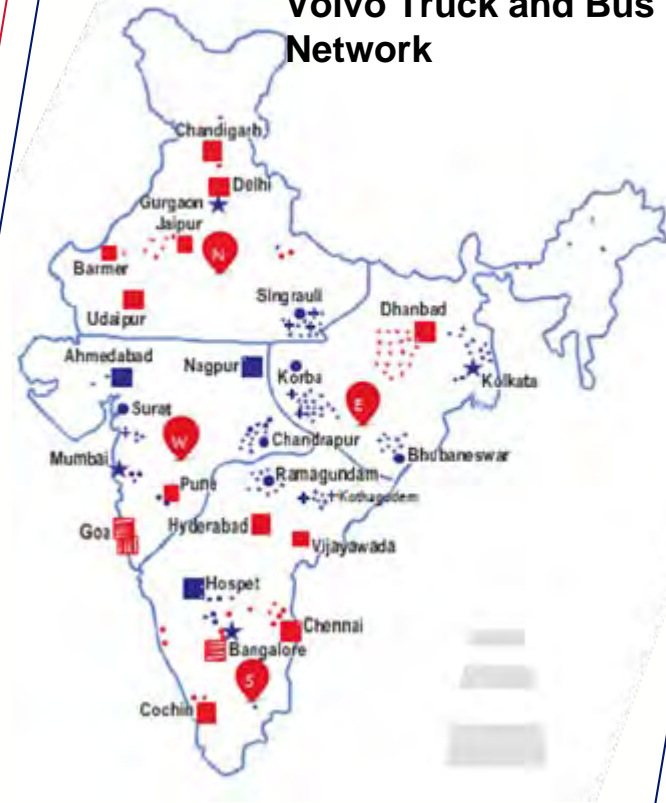 Volvo Truck and Bus
Network
Chandigarh
Delhi
Gurgaon
Jaipur
N
Barmer
Udaipur
Singrauli
Dhanbad
Ahmedabad
Nagpur
Korba
Kolkata
E
Surat
W
Chandrapur
Mumbai
Bhubaneswar
Ramagundam
Pune
Kothagudem
Goa
Hyderabad
Vijayawada
Hospet
Chennai
Bangalore
S
Cochin